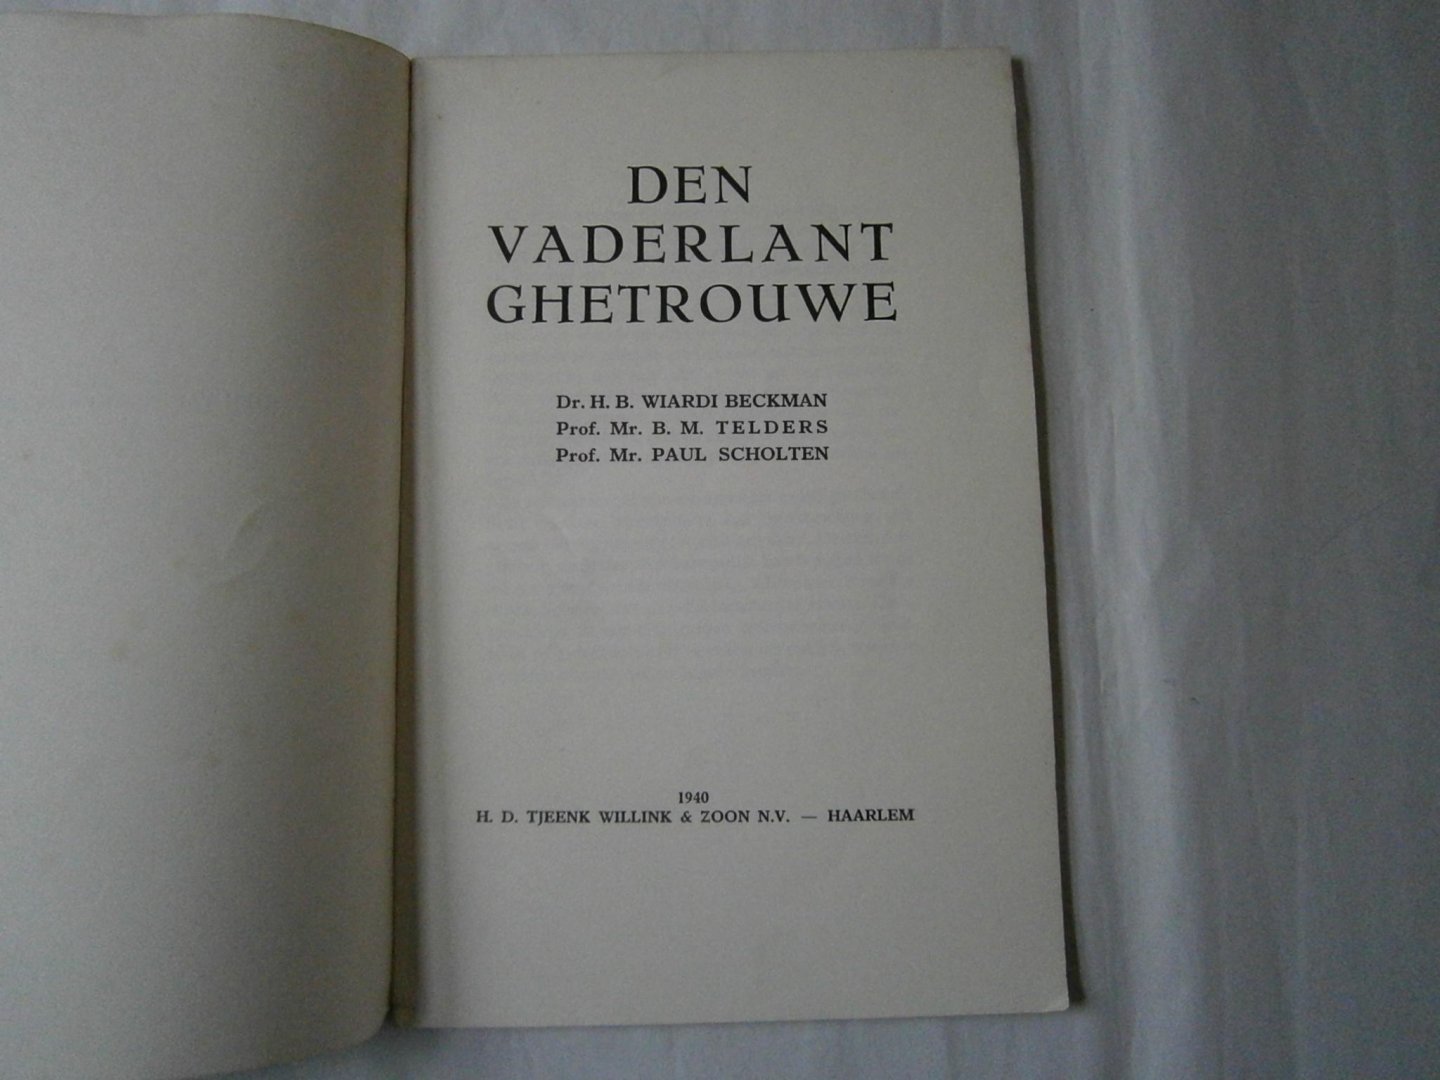 DEN
VADERLANT
GHETROUWE
Dr. H. B. WIARDI BECKMAN
Prof. Mr. B. M. TELDERS
Prof. Mr. PAUL SCHOLTEN
1940
H. D. TJEENK WILLINK & ZOON N.V. — HAARLEM